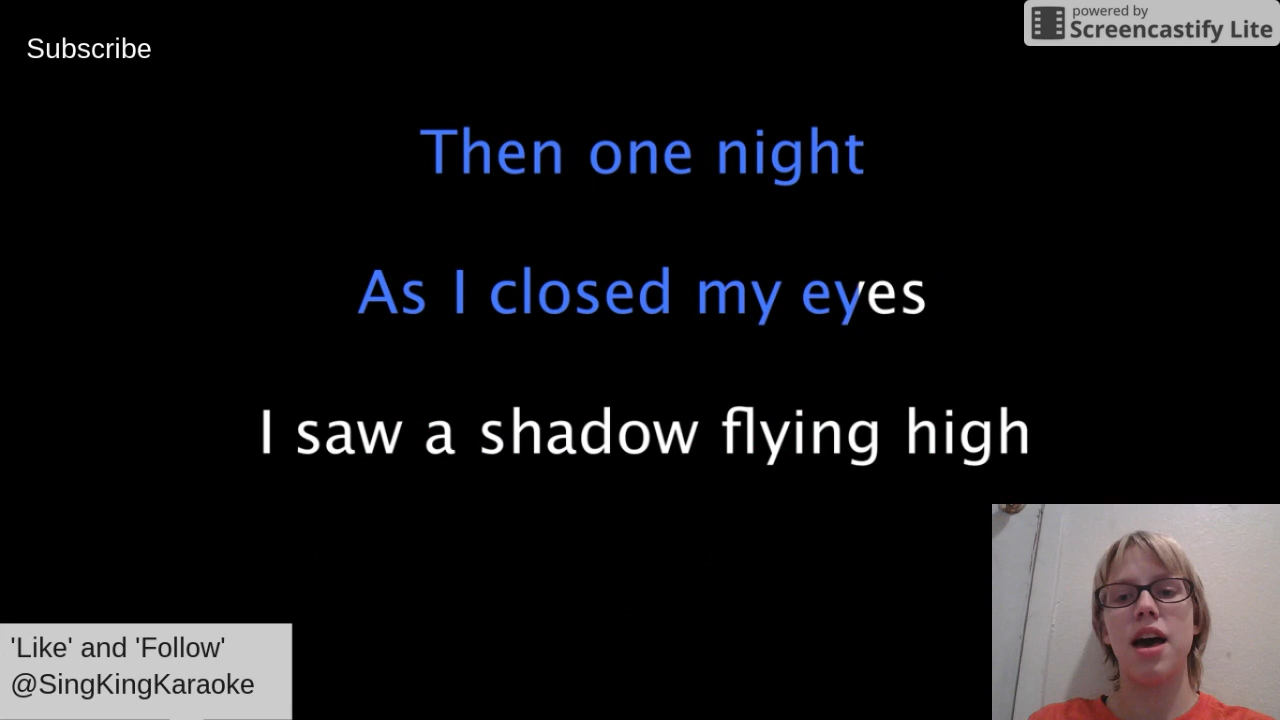 Subscribe
powered by
Screencastify Lite
Then one night
As I closed my eyes
I saw a shadow flying high
'Like' and 'Follow'
@SingKingKaraoke